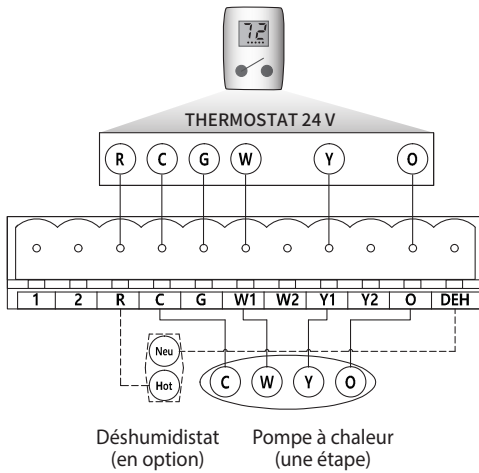 72
THERMOSTAT 24 V
R C G W Y O
1 2 R C G W1 W2 Y1 Y2 O DEH
Neu
Hot
C W Y O
Déshumidistat Pompe à chaleur
(en option) (une étape)